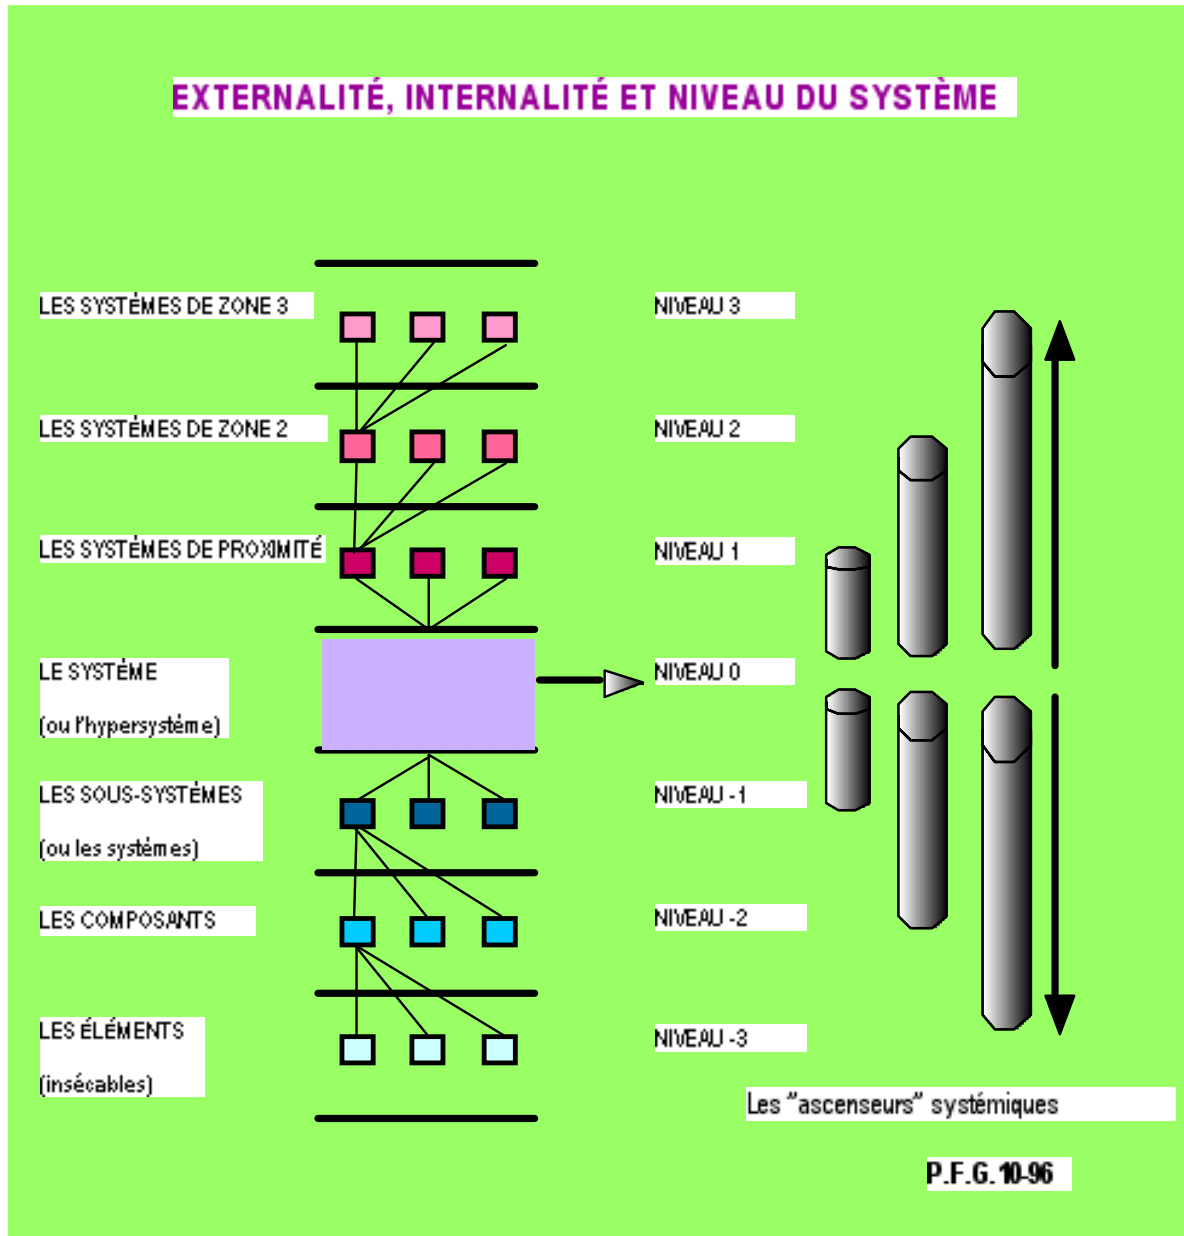 EXTERNALITÉ, INTERNALITÉ ET NIVEAU DU SYSTÈME
LES SYSTÈMES DE ZONE 3
NIVEAU 3
LES SYSTÈMES DE ZONE 2
NIVEAU 2
LES SYSTÈMES DE PROXIMITÉ
NIVEAU 1
LE SYSTÈME
(ou l'hypersystème)
NIVEAU 0
LES SOUS-SYSTÈMES
(ou les systèmes)
NIVEAU -1
LES COMPOSANTS
NIVEAU -2
LES ÉLÉMENTS
(insécables)
NIVEAU -3
Les "ascenseurs" systémiques
P.F.G. 10-96